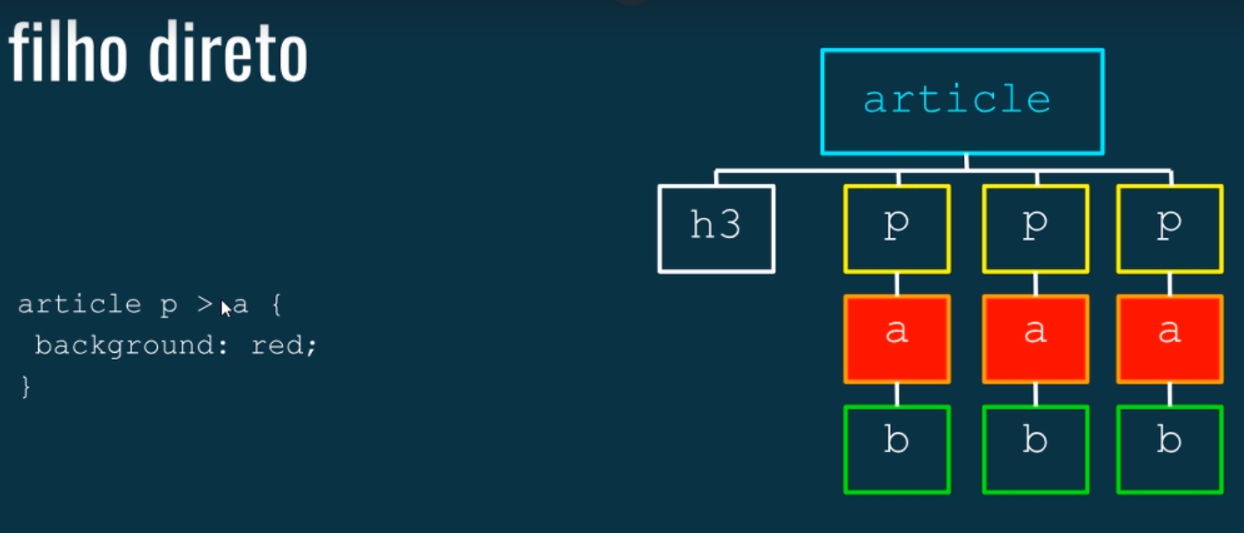 filho direto
article
h3 p p p
article p > a {
a a a
background: red;
}
b b b